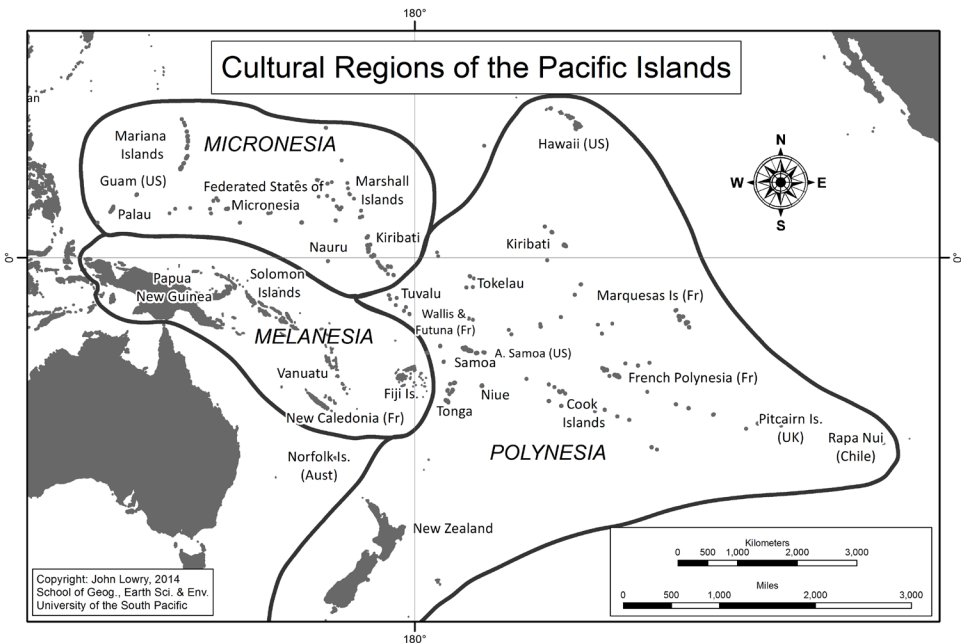 180°
Cultural Regions of the Pacific Islands
an
Mariana
Islands
MICRONESIA
Hawaii (US)
N
W
E
S
Guam (US)
Federated States of
Micronesia
Marshall
Islands
Palau
Nauru
Kiribati
Kiribati
0°
0°
Papua
New Guinea
Solomon
Islands
Tuvalu
Tokelau
Marquesas Is (Fr)
Wallis &
Futuna (Fr)
MELANESIA
A. Samoa (US)
Samoa
Vanuatu
Fiji Is.
French Polynesia (Fr)
Niue
Tonga
Cook
Islands
New Caledonia (Fr)
Pitcairn Is.
(UK)
Rapa Nui
(Chile)
POLYNESIA
Norfolk Is.
(Aust)
New Zealand
Kilometers
0 500 1,000 2,000 3,000
Miles
0 500 1,000 2,000 3,000
Copyright: John Lowry, 2014
School of Geog., Earth Sci. & Env.
University of the South Pacific
180°